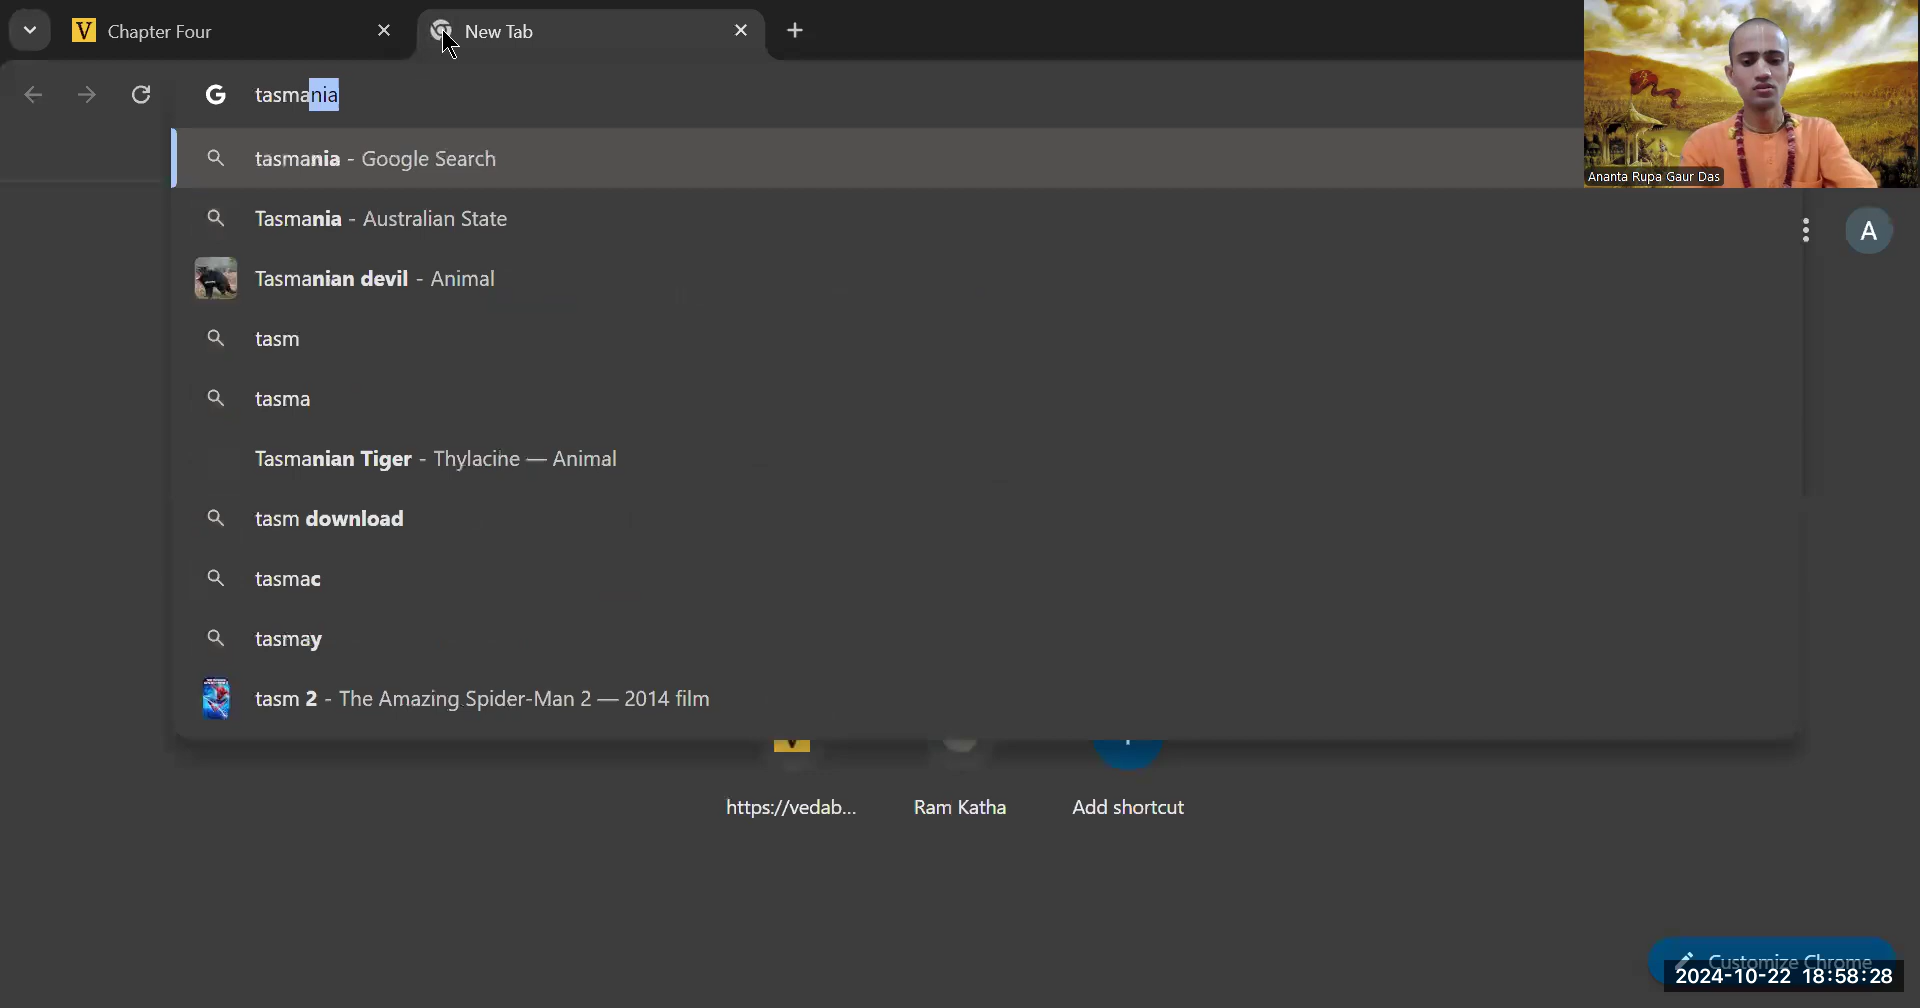 Chapter Four
New Tab
tasmania
tasmania - Google Search
Tasmania - Australian State
Tasmanian devil - Animal
tasm
tasma
Tasmanian Tiger - Thylacine — Animal
tasm download
tasmac
tasmay
tasm 2 - The Amazing Spider-Man 2 — 2014 film
Ananta Rupa Gaur Das
A
https://vedab...
Ram Katha
Add shortcut
Customize Chrome
2024-10-22 18:58:28